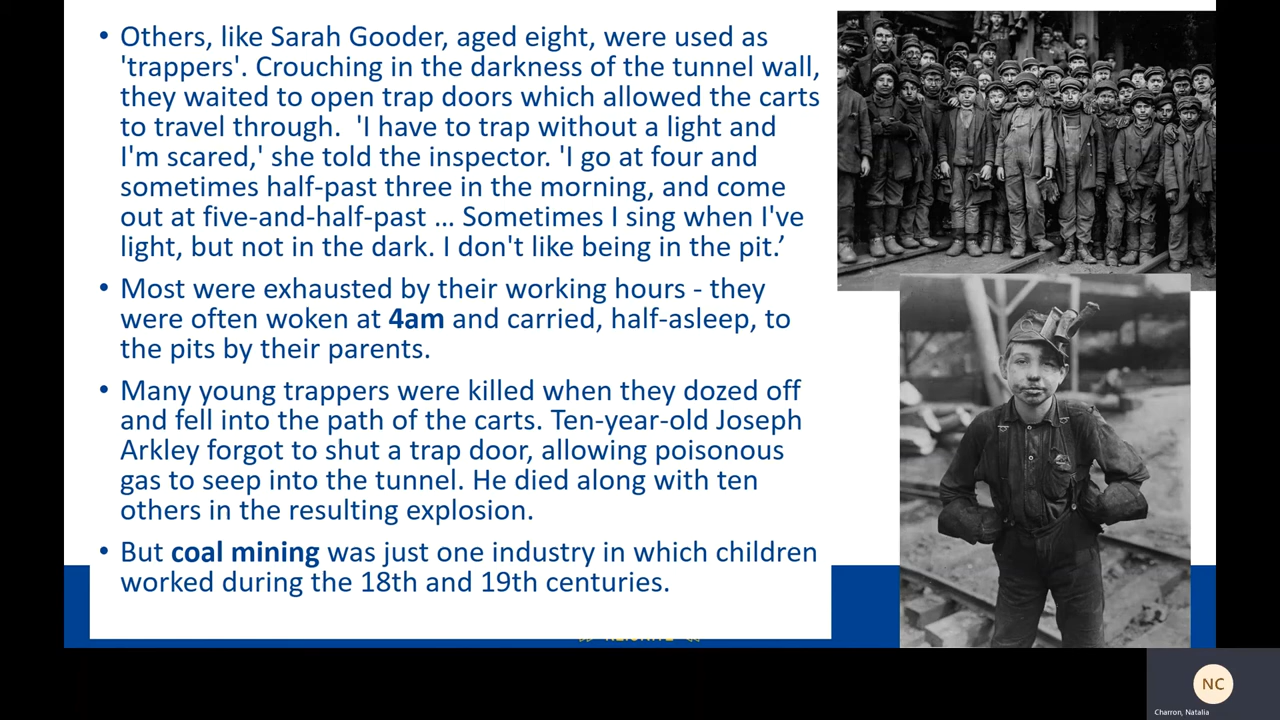 • Others, like Sarah Gooder, aged eight, were used as
'trappers'. Crouching in the darkness of the tunnel wall,
they waited to open trap doors which allowed the carts
to travel through.  'I have to trap without a light and
I'm scared,' she told the inspector. 'I go at four and
sometimes half-past three in the morning, and come
out at five-and-half-past ... Sometimes I sing when I've
light, but not in the dark. I don't like being in the pit.’
• Most were exhausted by their working hours - they
were often woken at 4am and carried, half-asleep, to
the pits by their parents.
• Many young trappers were killed when they dozed off
and fell into the path of the carts. Ten-year-old Joseph
Arkley forgot to shut a trap door, allowing poisonous
gas to seep into the tunnel. He died along with ten
others in the resulting explosion.
• But coal mining was just one industry in which children
worked during the 18th and 19th centuries.
NC
Charron, Natalia